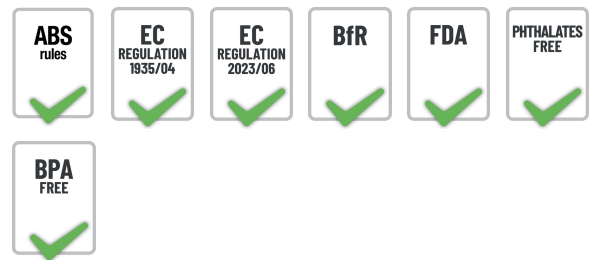 ABS
rules
EC
REGULATION
1935/04
EC
REGULATION
2023/06
BfR
FDA
PHTHALATES
FREE
BPA
FREE